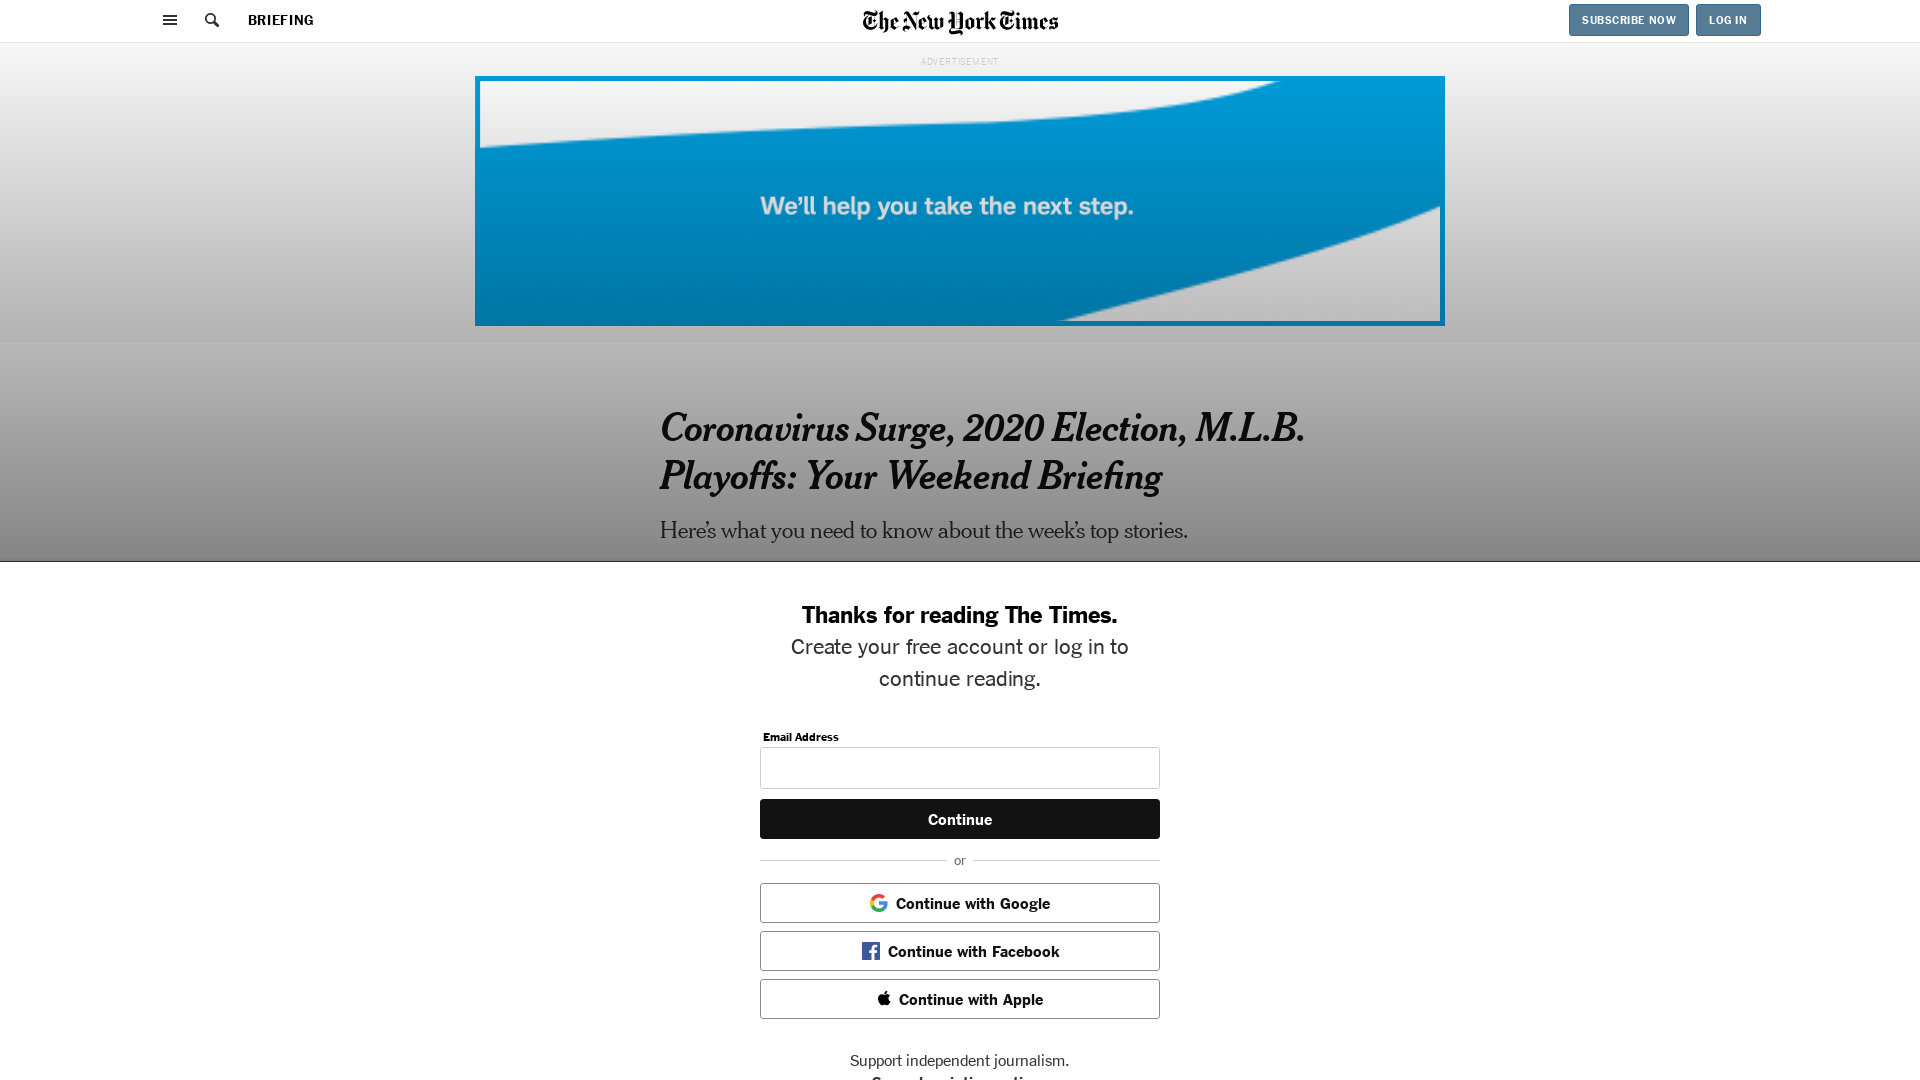 BRIEFING
The New York Times
SUBSCRIBE NOW
LOG IN
ADVERTISEMENT
We'll help you take the next step.
Coronavirus Surge, 2020 Election, M.L.B.
Playoffs: Your Weekend Briefing
Here's what you need to know about the week's top stories.
Thanks for reading The Times.
Create your free account or log in to
continue reading.
Email Address
Continue
or
Continue with Google
Continue with Facebook
Continue with Apple
Support independent journalism.